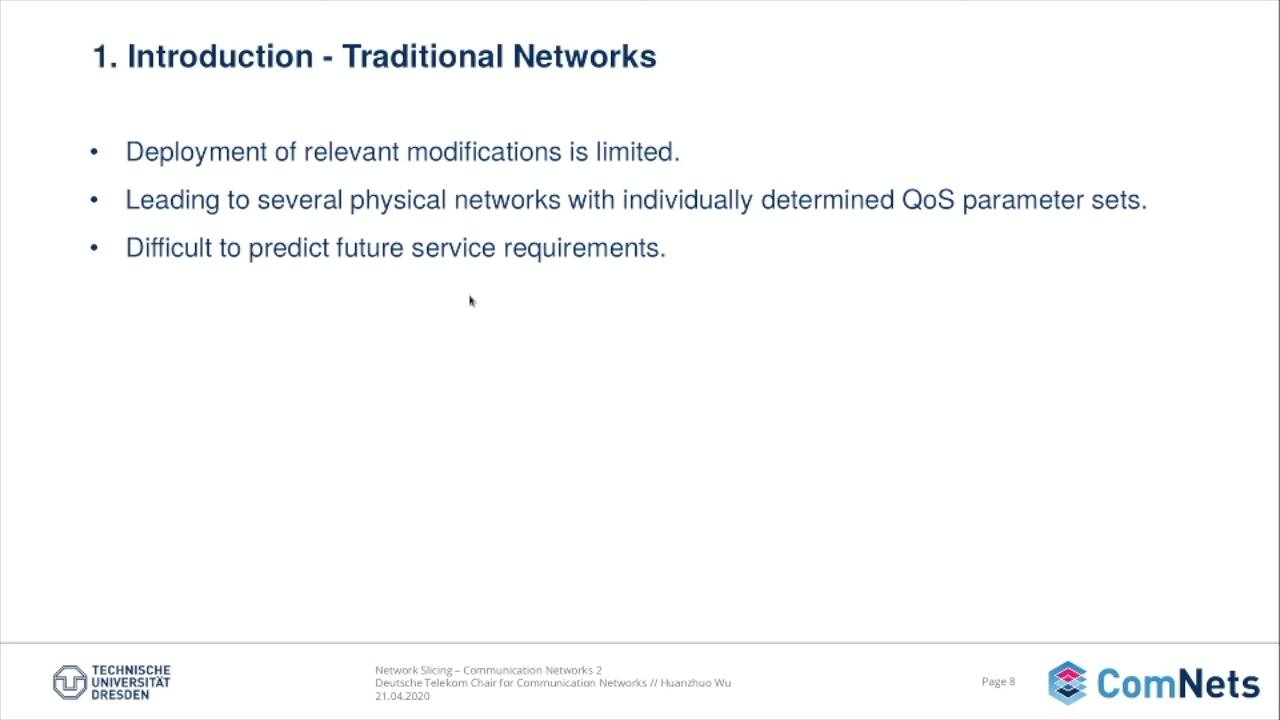 1. Introduction - Traditional Networks
• Deployment of relevant modifications is limited.
• Leading to several physical networks with individually determined QoS parameter sets.
• Difficult to predict future service requirements.
TECHNISCHE
UNIVERSITÄT
DRESDEN
Network Slicing – Communication Networks 2
Deutsche Telekom Chair for Communication Networks // Huanzhuo Wu
21.04.2020
Page 8
ComNets